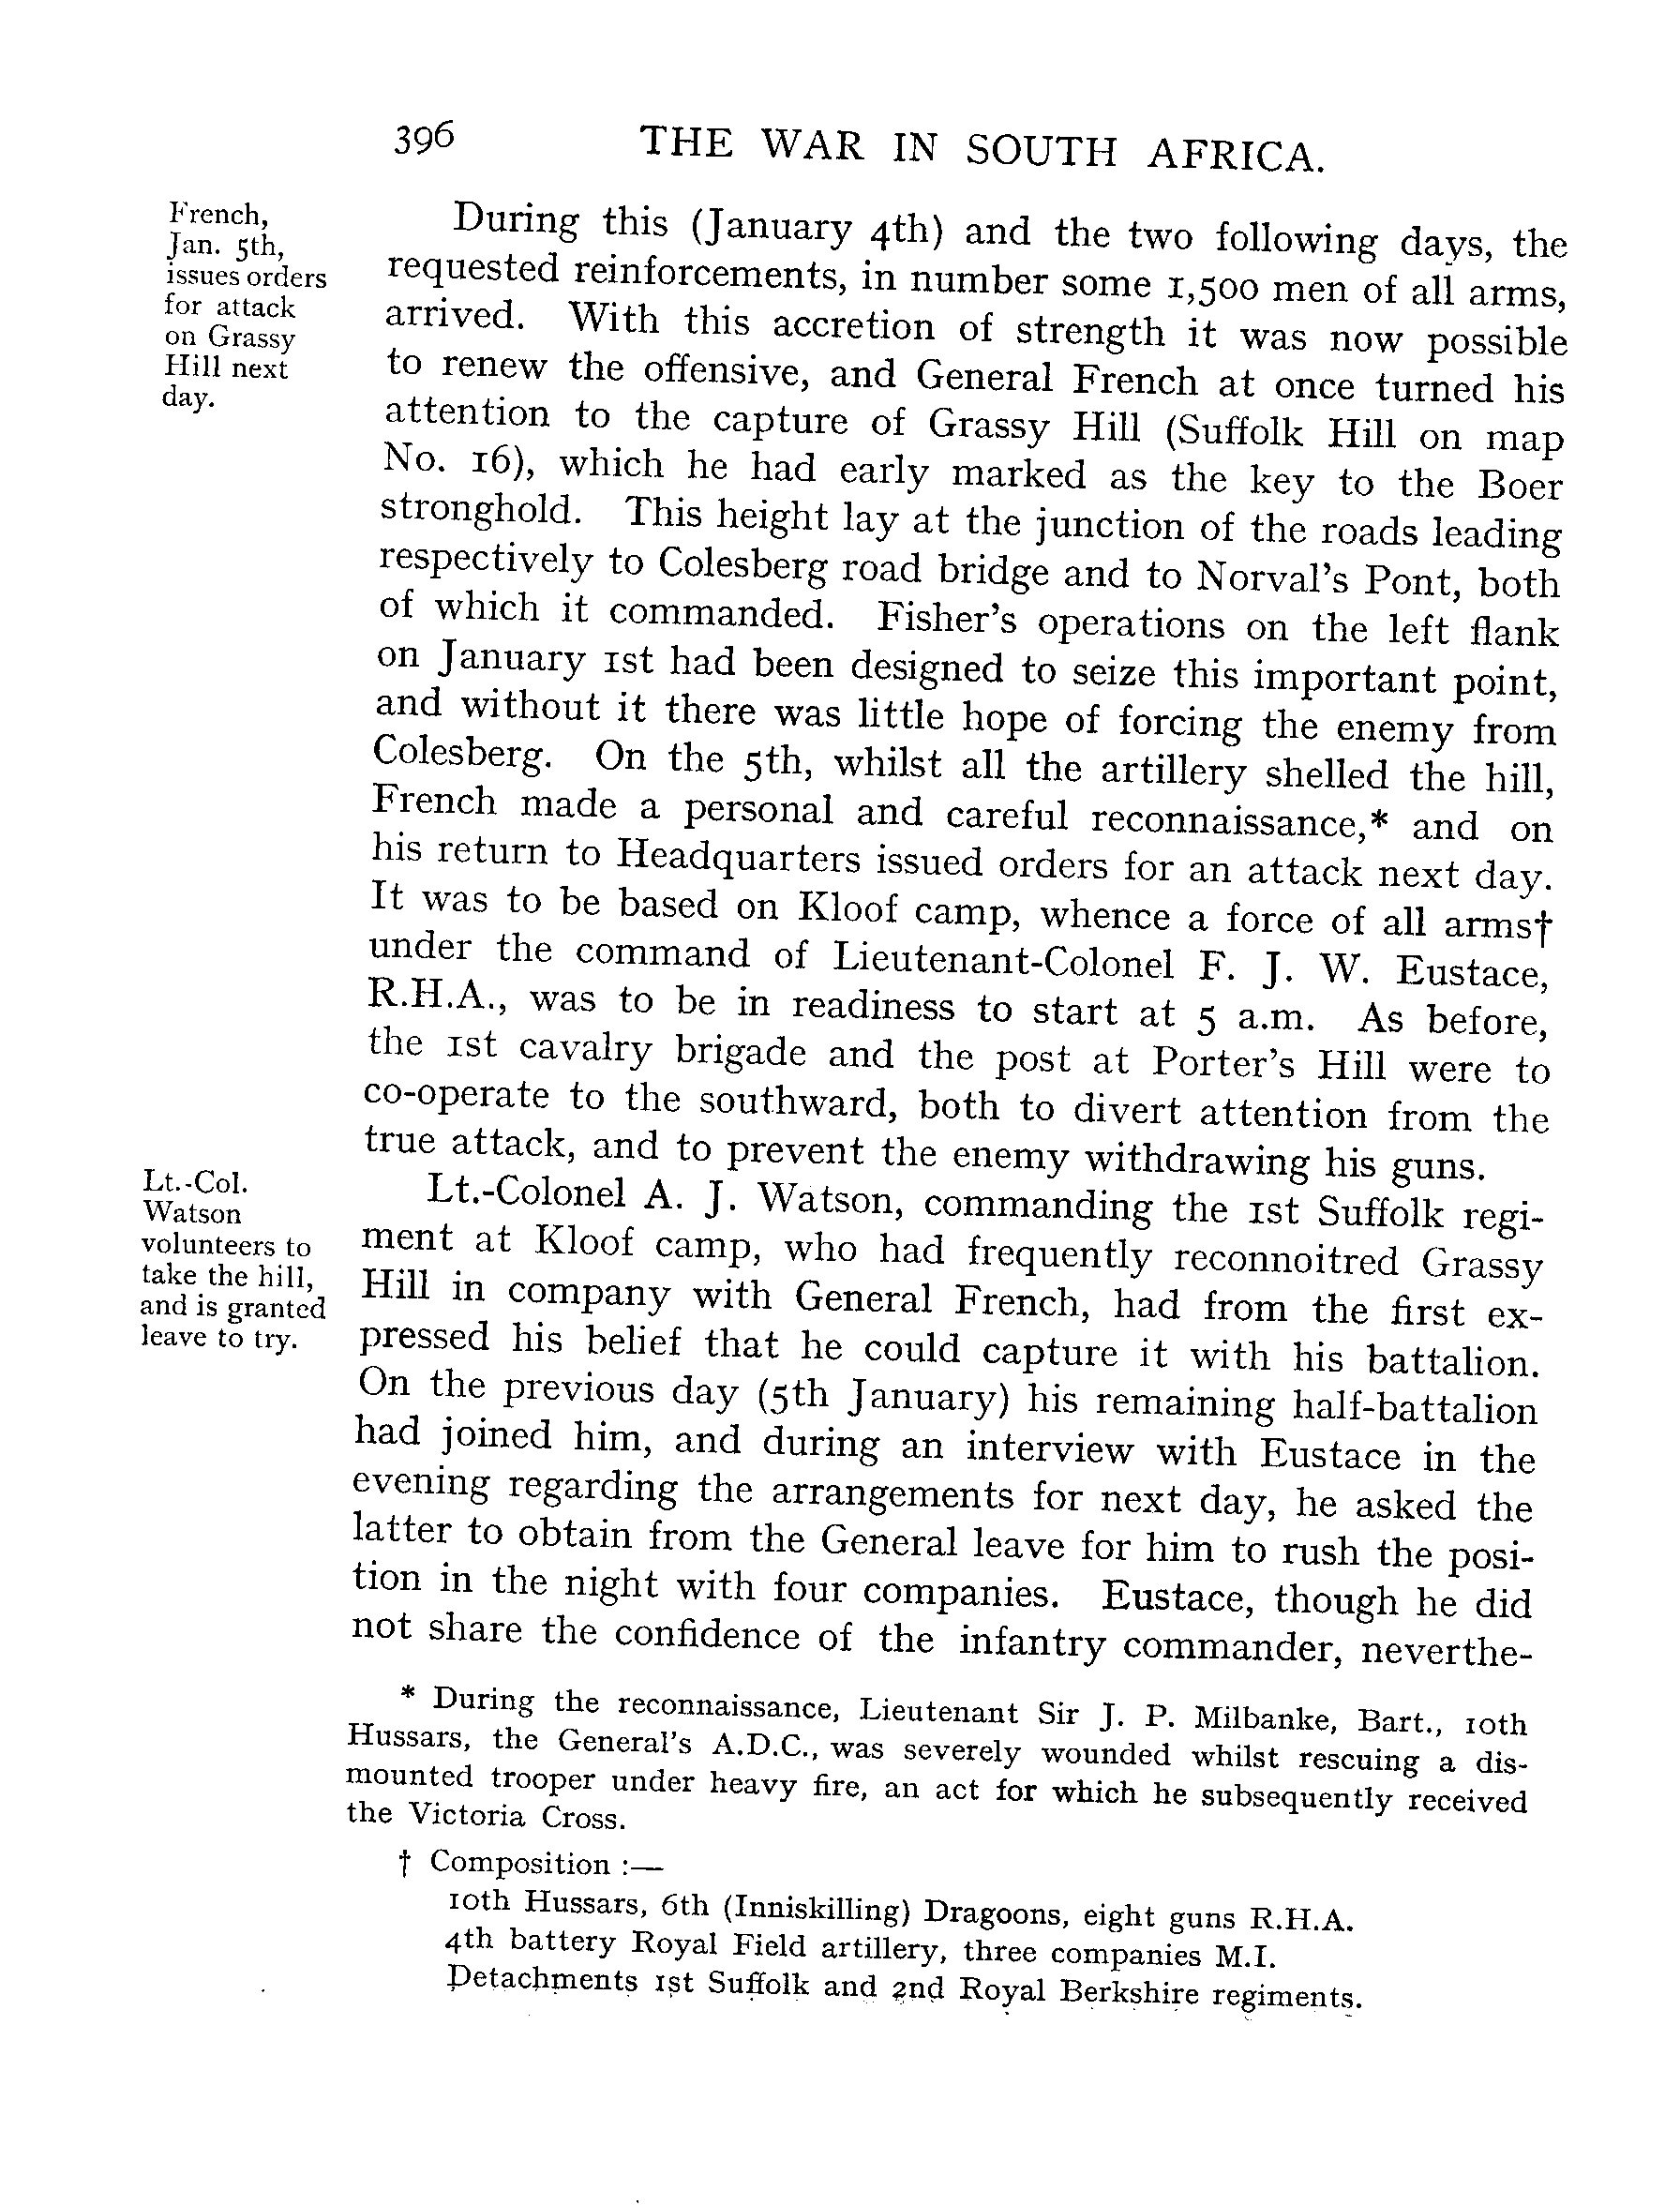 396 THE WAR IN SOUTH AFRICA.
French,
Jan. 5th,
issues orders
for attack
on Grassy
Hill next
day.
During this (January 4th) and the two following days, the
requested reinforcements, in number some 1,500 men of all arms,
arrived. With this accretion of strength it was now possible
to renew the offensive, and General French at once turned his
attention to the capture of Grassy Hill (Suffolk Hill on map
No. 16), which he had early marked as the key to the Boer
stronghold. This height lay at the junction of the roads leading
respectively to Colesberg road bridge and to Norval's Pont, both
of which it commanded. Fisher's operations on the left flank
on January 1st had been designed to seize this important point,
and without it there was little hope of forcing the enemy from
Colesberg. On the 5th, whilst all the artillery shelled the hill,
French made a personal and careful reconnaissance,* and on
his return to Headquarters issued orders for an attack next day.
It was to be based on Kloof camp, whence a force of all arms†
under the command of Lieutenant-Colonel F. J. W. Eustace,
R.H.A., was to be in readiness to start at 5 a.m. As before,
the 1st cavalry brigade and the post at Porter's Hill were to
co-operate to the southward, both to divert attention from the
true attack, and to prevent the enemy withdrawing his guns.
Lt.-Col.
Watson
volunteers to
take the hill,
and is granted
leave to try.
Lt.-Colonel A. J. Watson, commanding the 1st Suffolk regi-
ment at Kloof camp, who had frequently reconnoitred Grassy
Hill in company with General French, had from the first ex-
pressed his belief that he could capture it with his battalion.
On the previous day (5th January) his remaining half-battalion
had joined him, and during an interview with Eustace in the
evening regarding the arrangements for next day, he asked the
latter to obtain from the General leave for him to rush the posi-
tion in the night with four companies. Eustace, though he did
not share the confidence of the infantry commander, neverthe-
* During the reconnaissance, Lieutenant Sir J. P. Milbanke, Bart., 10th
Hussars, the General's A.D.C., was severely wounded whilst rescuing a dis-
mounted trooper under heavy fire, an act for which he subsequently received
the Victoria Cross.
† Composition :—
10th Hussars, 6th (Inniskilling) Dragoons, eight guns R.H.A.
4th battery Royal Field artillery, three companies M.I.
Detachments 1st Suffolk and 2nd Royal Berkshire regiments.